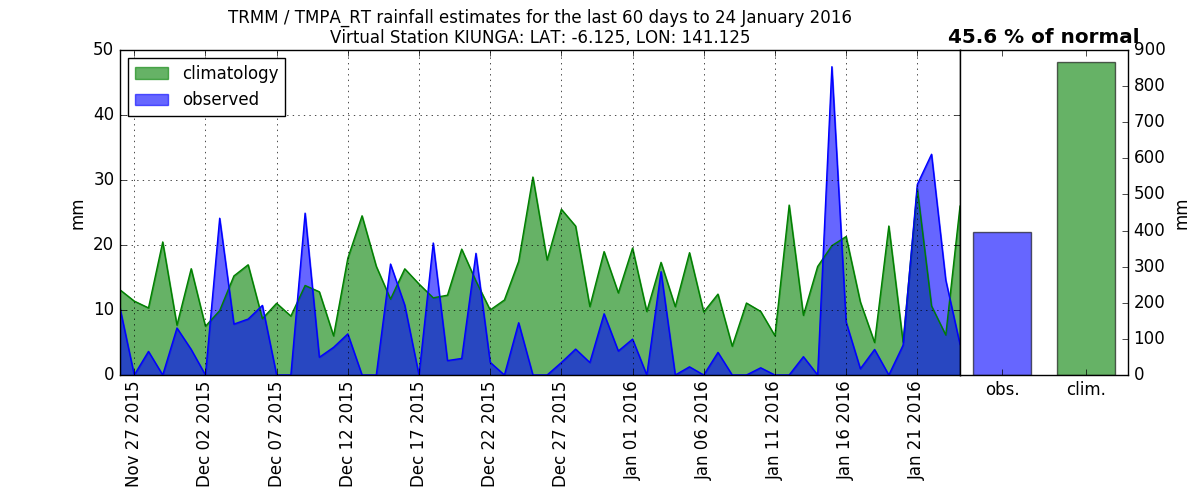 TRMM / TMPA_RT rainfall estimates for the last 60 days to 24 January 2016
Virtual Station KIUNGA: LAT: -6.125, LON: 141.125
45.6 % of normal
climatology
observed
50
40
30
20
10
0
mm
900
800
700
600
500
400
300
200
100
0
mm
Nov 27 2015
Dec 02 2015
Dec 07 2015
Dec 12 2015
Dec 17 2015
Dec 22 2015
Dec 27 2015
Jan 01 2016
Jan 06 2016
Jan 11 2016
Jan 16 2016
Jan 21 2016
obs.
clim.